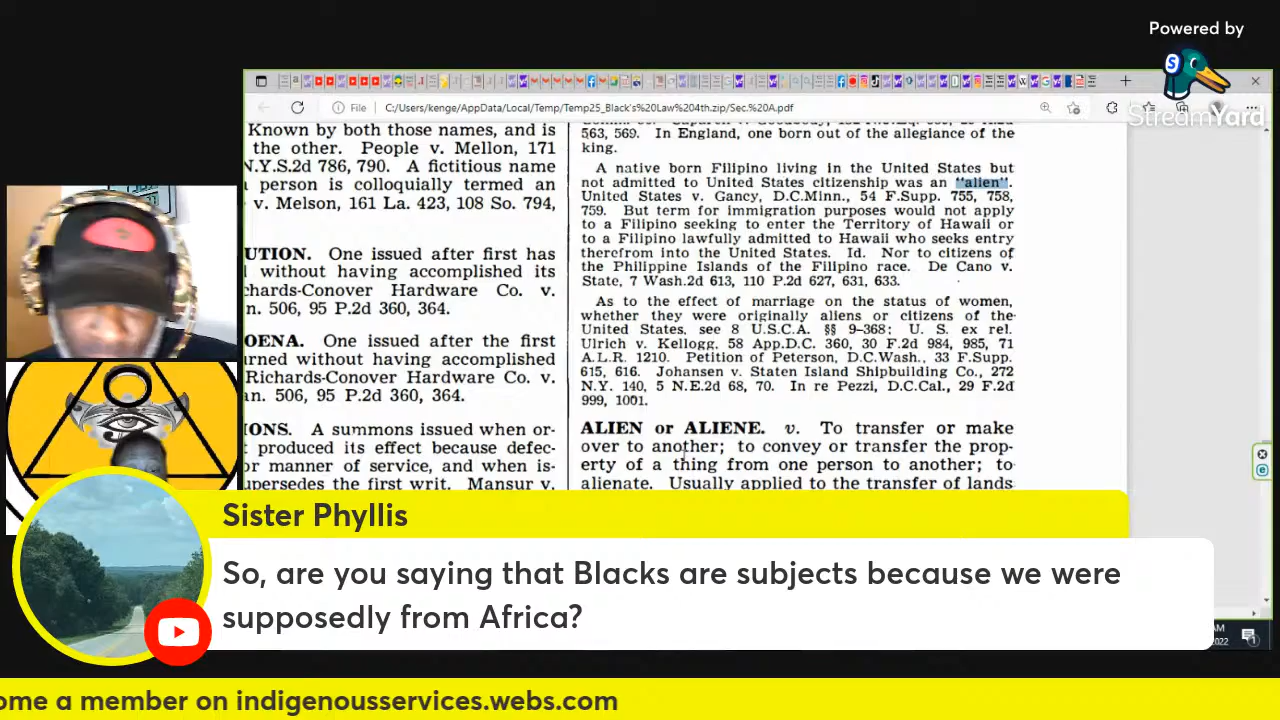 Powered by
StreamYard
File C:/Users/kenge/AppData/Local/Temp/Temp25_Black's%20Law%204th.zip/Sec.%20A.pdf
Known by both those names, and is
the other. People v. Mellon, 171
N.Y.S.2d 786, 790. A fictitious name
person is colloquially termed an
v. Melson, 161 La. 423, 108 So. 794,
UTION. One issued after first has
without having accomplished its
chards-Conover Hardware Co. v.
n. 506, 95 P.2d 360, 364.
OENA. One issued after the first
urned without having accomplished
Richards-Conover Hardware Co. v.
an. 506, 95 P.2d 360, 364.
IONS. A summons issued when or-
t produced its effect because defec-
or manner of service, and when is-
upersedes the first writ. Mansur v.
563, 569. In England, one born out of the allegiance of the
king.
A native born Filipino living in the United States but
not admitted to United States citizenship was an "alien".
United States v. Gancy, D.C.Minn., 54 F.Supp. 755, 758,
759. But term for immigration purposes would not apply
to a Filipino seeking to enter the Territory of Hawaii or
to a Filipino lawfully admitted to Hawaii who seeks entry
therefrom into the United States. Id. Nor to citizens of
the Philippine Islands of the Filipino race. De Cano v.
State, 7 Wash.2d 613, 110 P.2d 627, 631, 633.
As to the effect of marriage on the status of women,
whether they were originally aliens or citizens of the
United States, see 8 U.S.C.A. §§ 9-368; U. S. ex rel.
Ulrich v. Kellogg, 58 App.D.C. 360, 30 F.2d 984, 985, 71
A.L.R. 1210. Petition of Peterson, D.C.Wash., 33 F.Supp.
615, 616. Johansen v. Staten Island Shipbuilding Co., 272
N.Y. 140, 5 N.E.2d 68, 70. In re Pezzi, D.C.Cal., 29 F.2d
999, 1001.
ALIEN or ALIENE. v. To transfer or make
over to another; to convey or transfer the prop-
erty of a thing from one person to another; to
alienate. Usually applied to the transfer of lands
AM
2022
Sister Phyllis
So, are you saying that Blacks are subjects because we were
supposedly from Africa?
ome a member on indigenousservices.webs.com